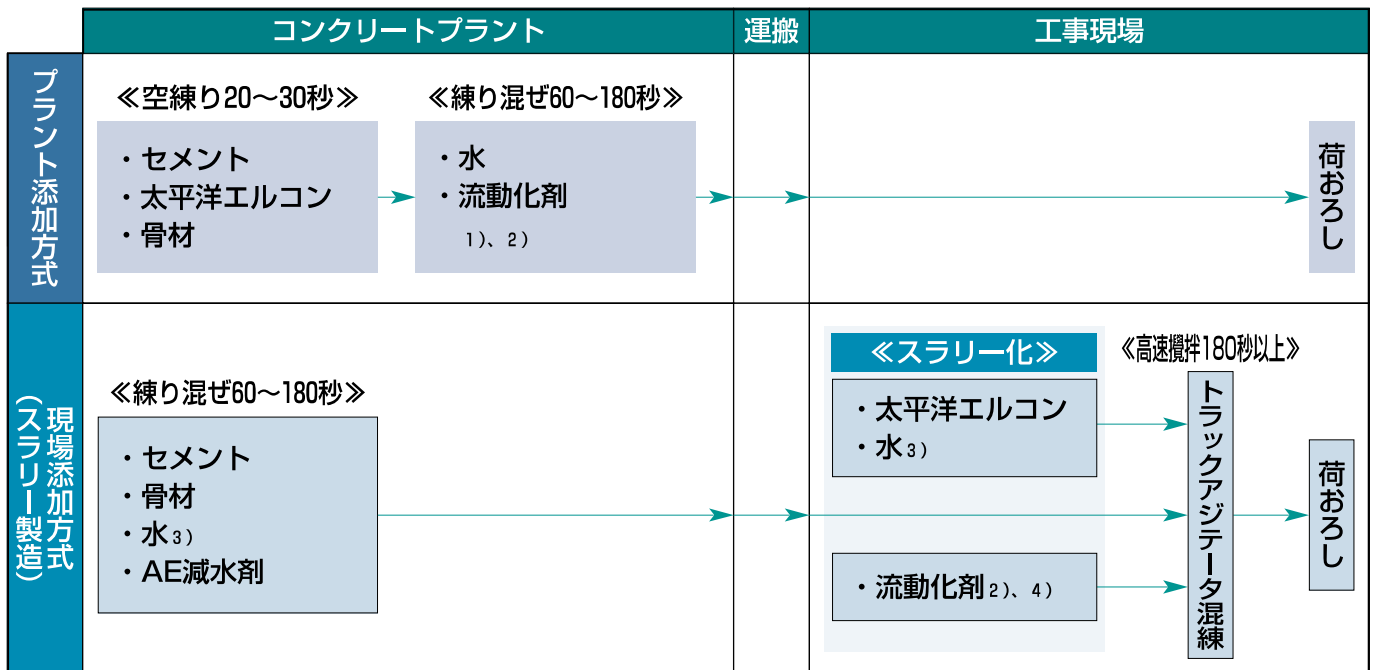 コンクリートプラント
運搬
工事現場
プラント添加方式
≪空練り20〜30秒≫
・セメント
・太平洋エルコン
・骨材
≪練り混ぜ60〜180秒≫
・水
・流動化剤
1)、2)
荷おろし
現場添加方式
(スラリー製造)
≪練り混ぜ60〜180秒≫
・セメント
・骨材
・水3)
・AE減水剤
≪スラリー化≫
・太平洋エルコン
・水3)
・流動化剤2)、4)
≪高速攪拌180秒以上≫
トラックアジテータ混練
荷おろし